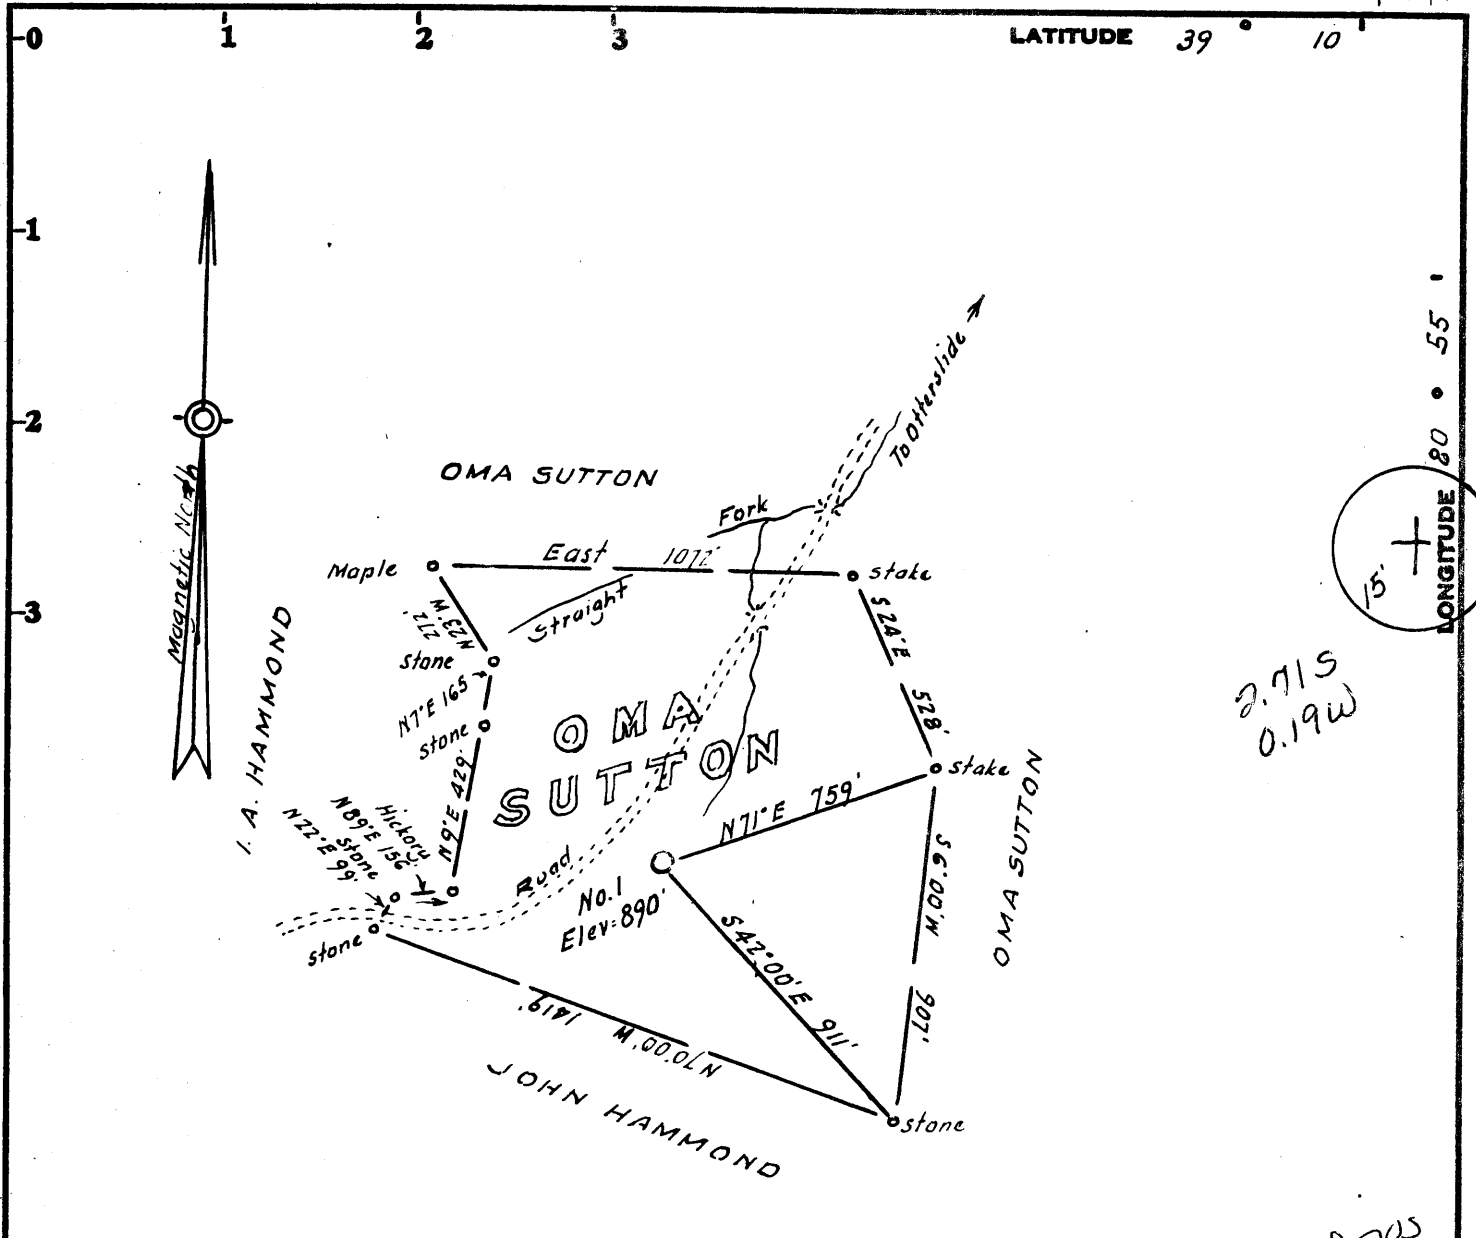 0 1 2 3 LATITUDE 39 ° 10 '
1
2
3
LONGITUDE 80 ° 55 '
15'
Magnetic North
To Otterslide
OMA SUTTON
Fork
Maple
East 1072'
stake
Straight
N23°W
272'
stone
N7°E 165
stone
N9°E 429'
S24°E 528'
I. A. HAMMOND
OMA
SUTTON
2.71S
0.19W
stake
N71°E 759'
Hickory
N89°E 156
Stone
N22°E 99'
Road
No. 1
Elev=890'
S6°00'W 907'
OMA SUTTON
stone
S42°00'E 911'
N70°00'W 1419'
JOHN HAMMOND
stone